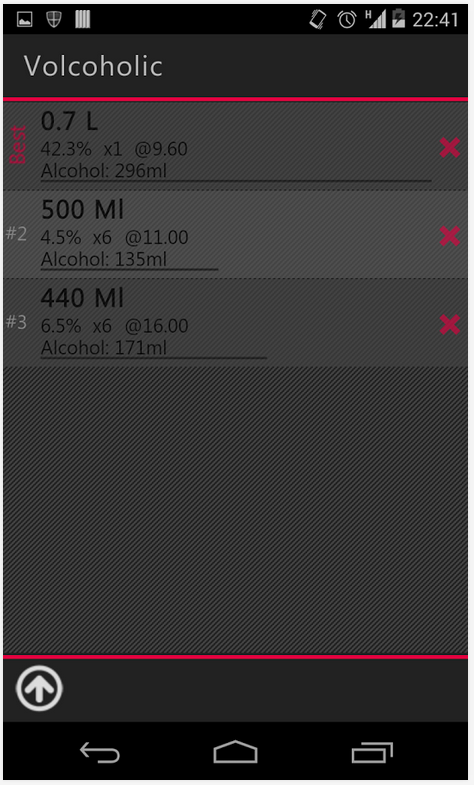 H 22:41
Volcoholic
Best
0.7 L
42.3% x1 @9.60
Alcohol: 296ml
#2
500 Ml
4.5% x6 @11.00
Alcohol: 135ml
#3
440 Ml
6.5% x6 @16.00
Alcohol: 171ml